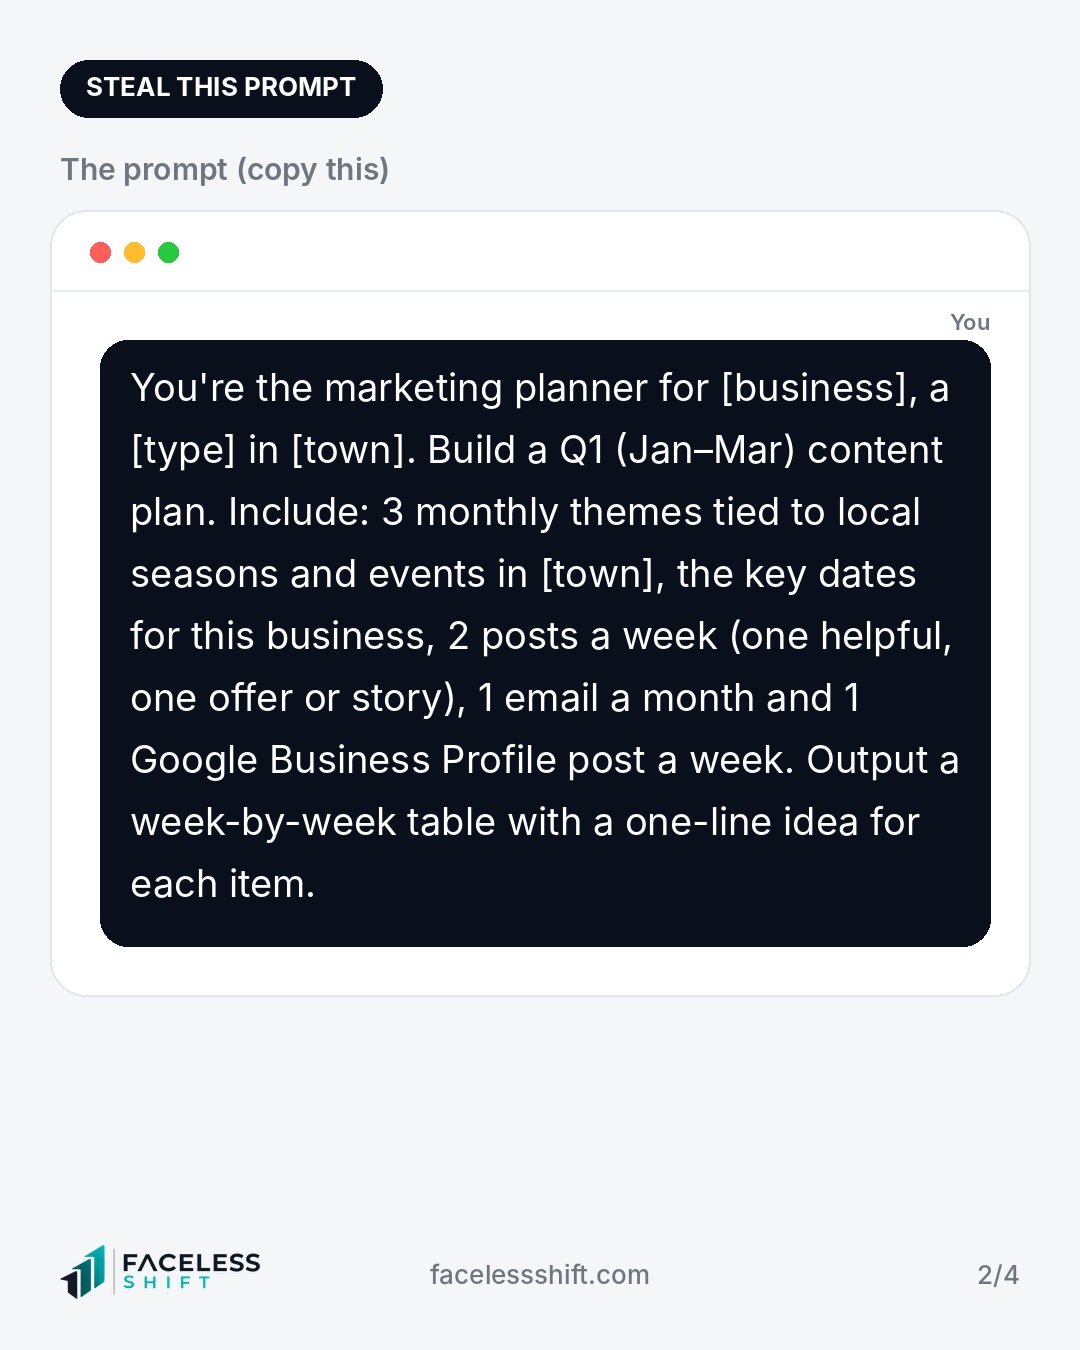 STEAL THIS PROMPT
The prompt (copy this)
You
You're the marketing planner for [business], a
[type] in [town]. Build a Q1 (Jan–Mar) content
plan. Include: 3 monthly themes tied to local
seasons and events in [town], the key dates
for this business, 2 posts a week (one helpful,
one offer or story), 1 email a month and 1
Google Business Profile post a week. Output a
week-by-week table with a one-line idea for
each item.
FACELESS
SHIFT
facelessshift.com
2/4